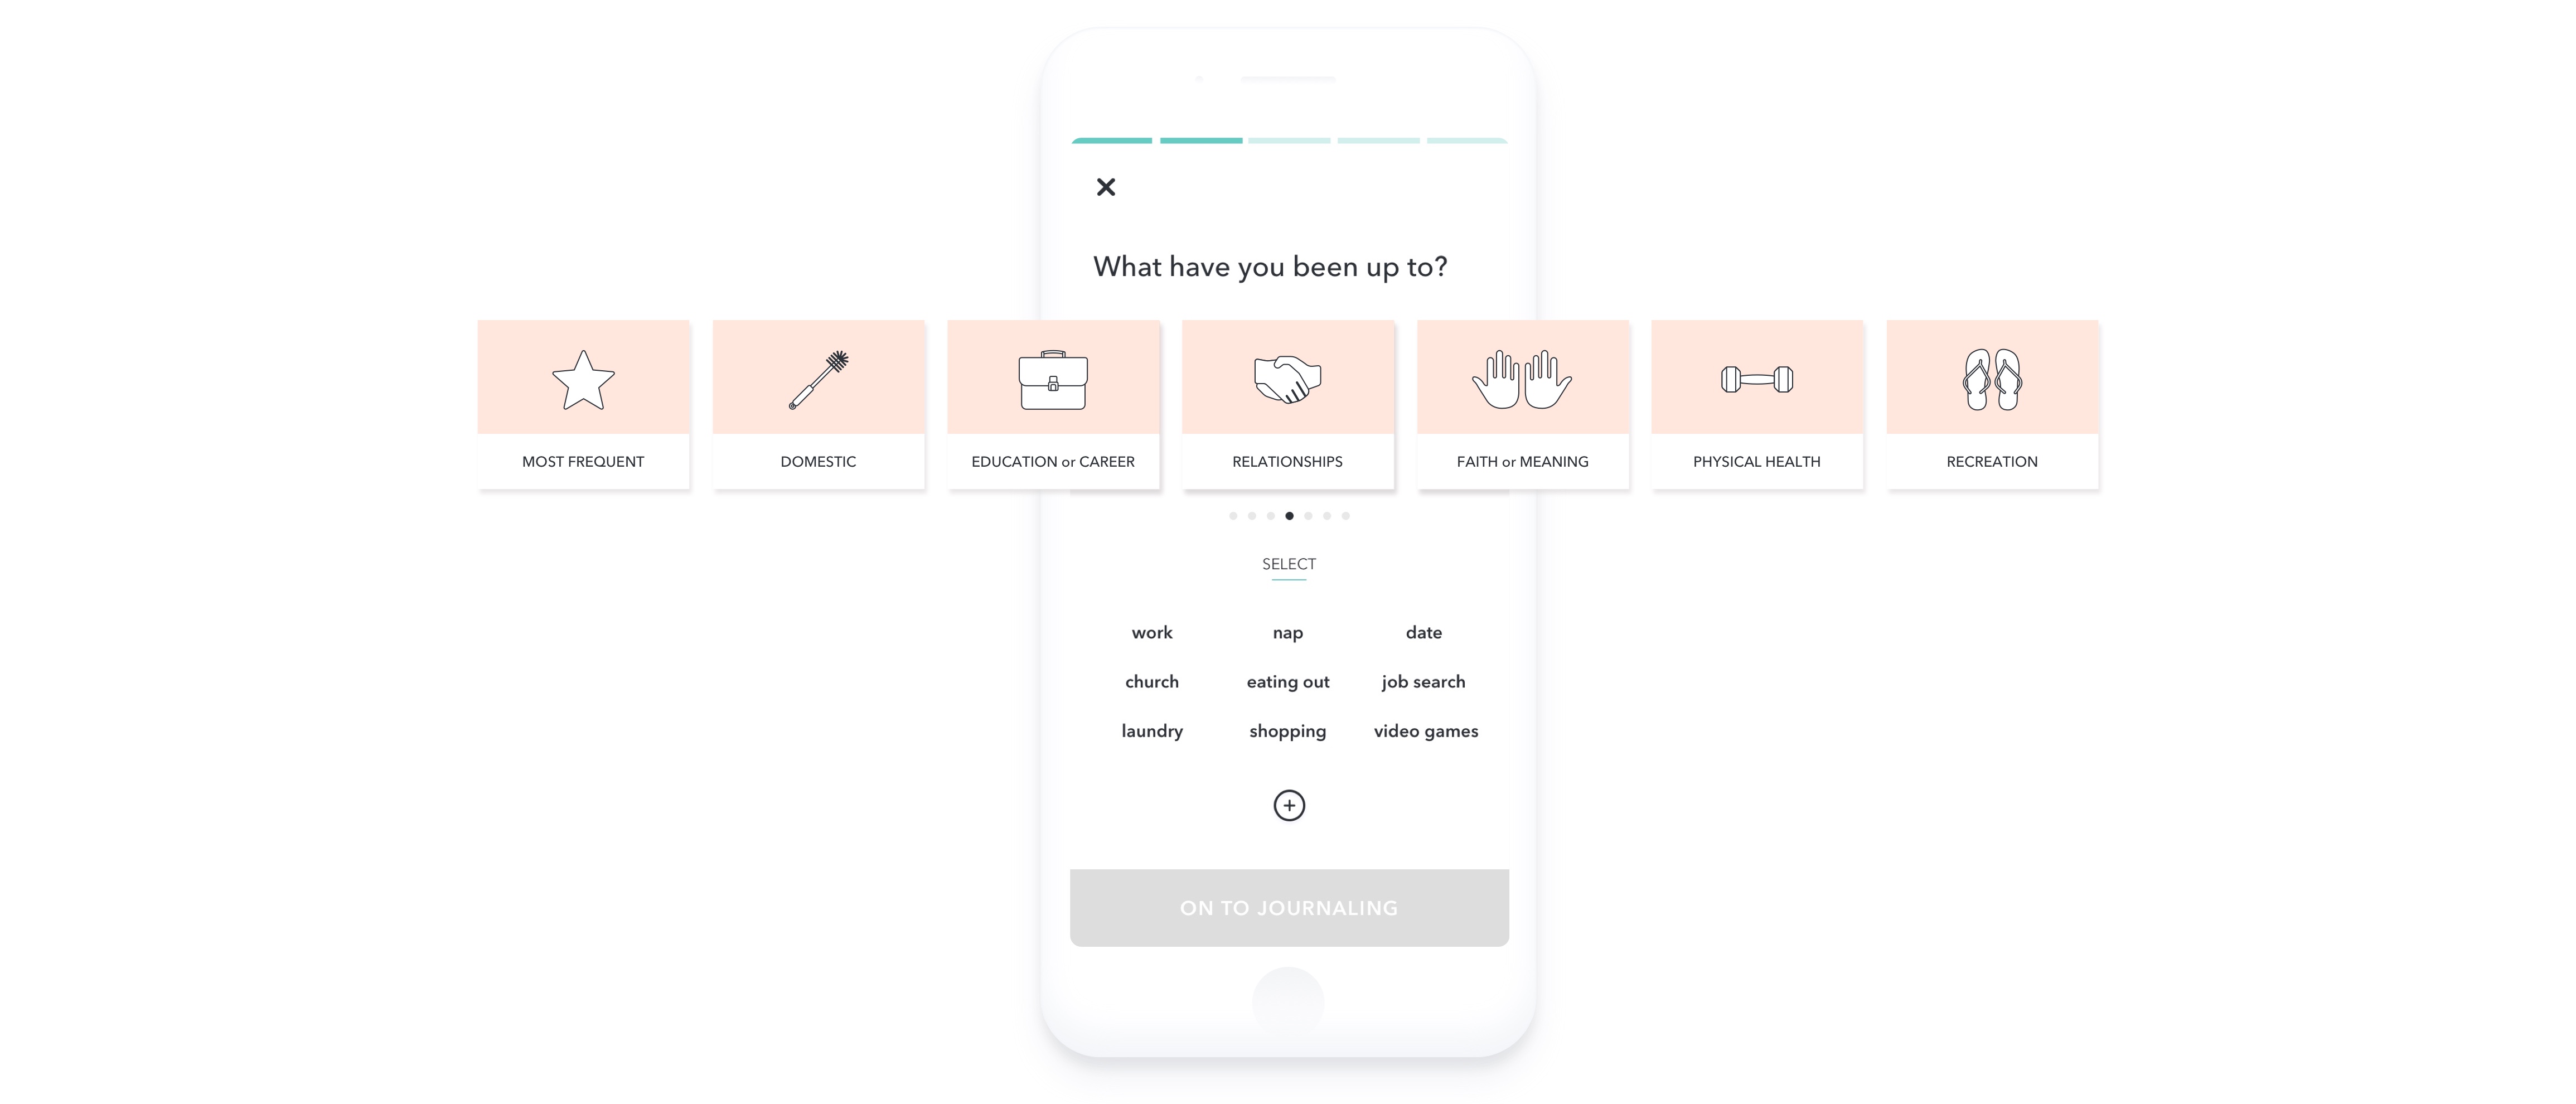 What have you been up to?
MOST FREQUENT
DOMESTIC
EDUCATION or CAREER
RELATIONSHIPS
FAITH or MEANING
PHYSICAL HEALTH
RECREATION
SELECT
work nap date
church eating out job search
laundry shopping video games
ON TO JOURNALING